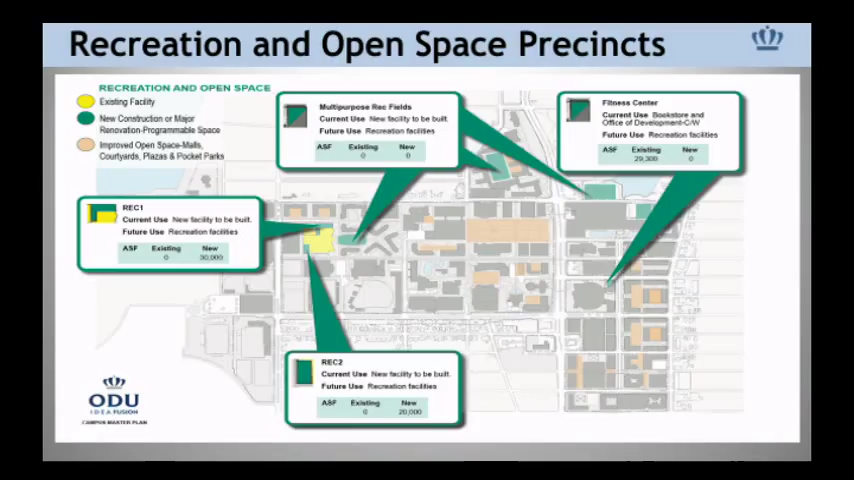 Recreation and Open Space Precincts
RECREATION AND OPEN SPACE
Existing Facility
New Construction or Major
Renovation-Programmable Space
Improved Open Space-Malls,
Courtyards, Plazas & Pocket Parks
Multipurpose Rec Fields
Current Use New facility to be built.
Future Use Recreation facilities
ASF Existing New
0 0
Fitness Center
Current Use Bookstore and
Office of Development-C/W
Future Use Recreation facilities
ASF Existing New
29,300 0
REC1
Current Use New facility to be built.
Future Use Recreation facilities
ASF Existing New
0 30,000
REC2
Current Use New facility to be built.
Future Use Recreation facilities
ASF Existing New
0 20,000
ODU
IDEA FUSION
CAMPUS MASTER PLAN